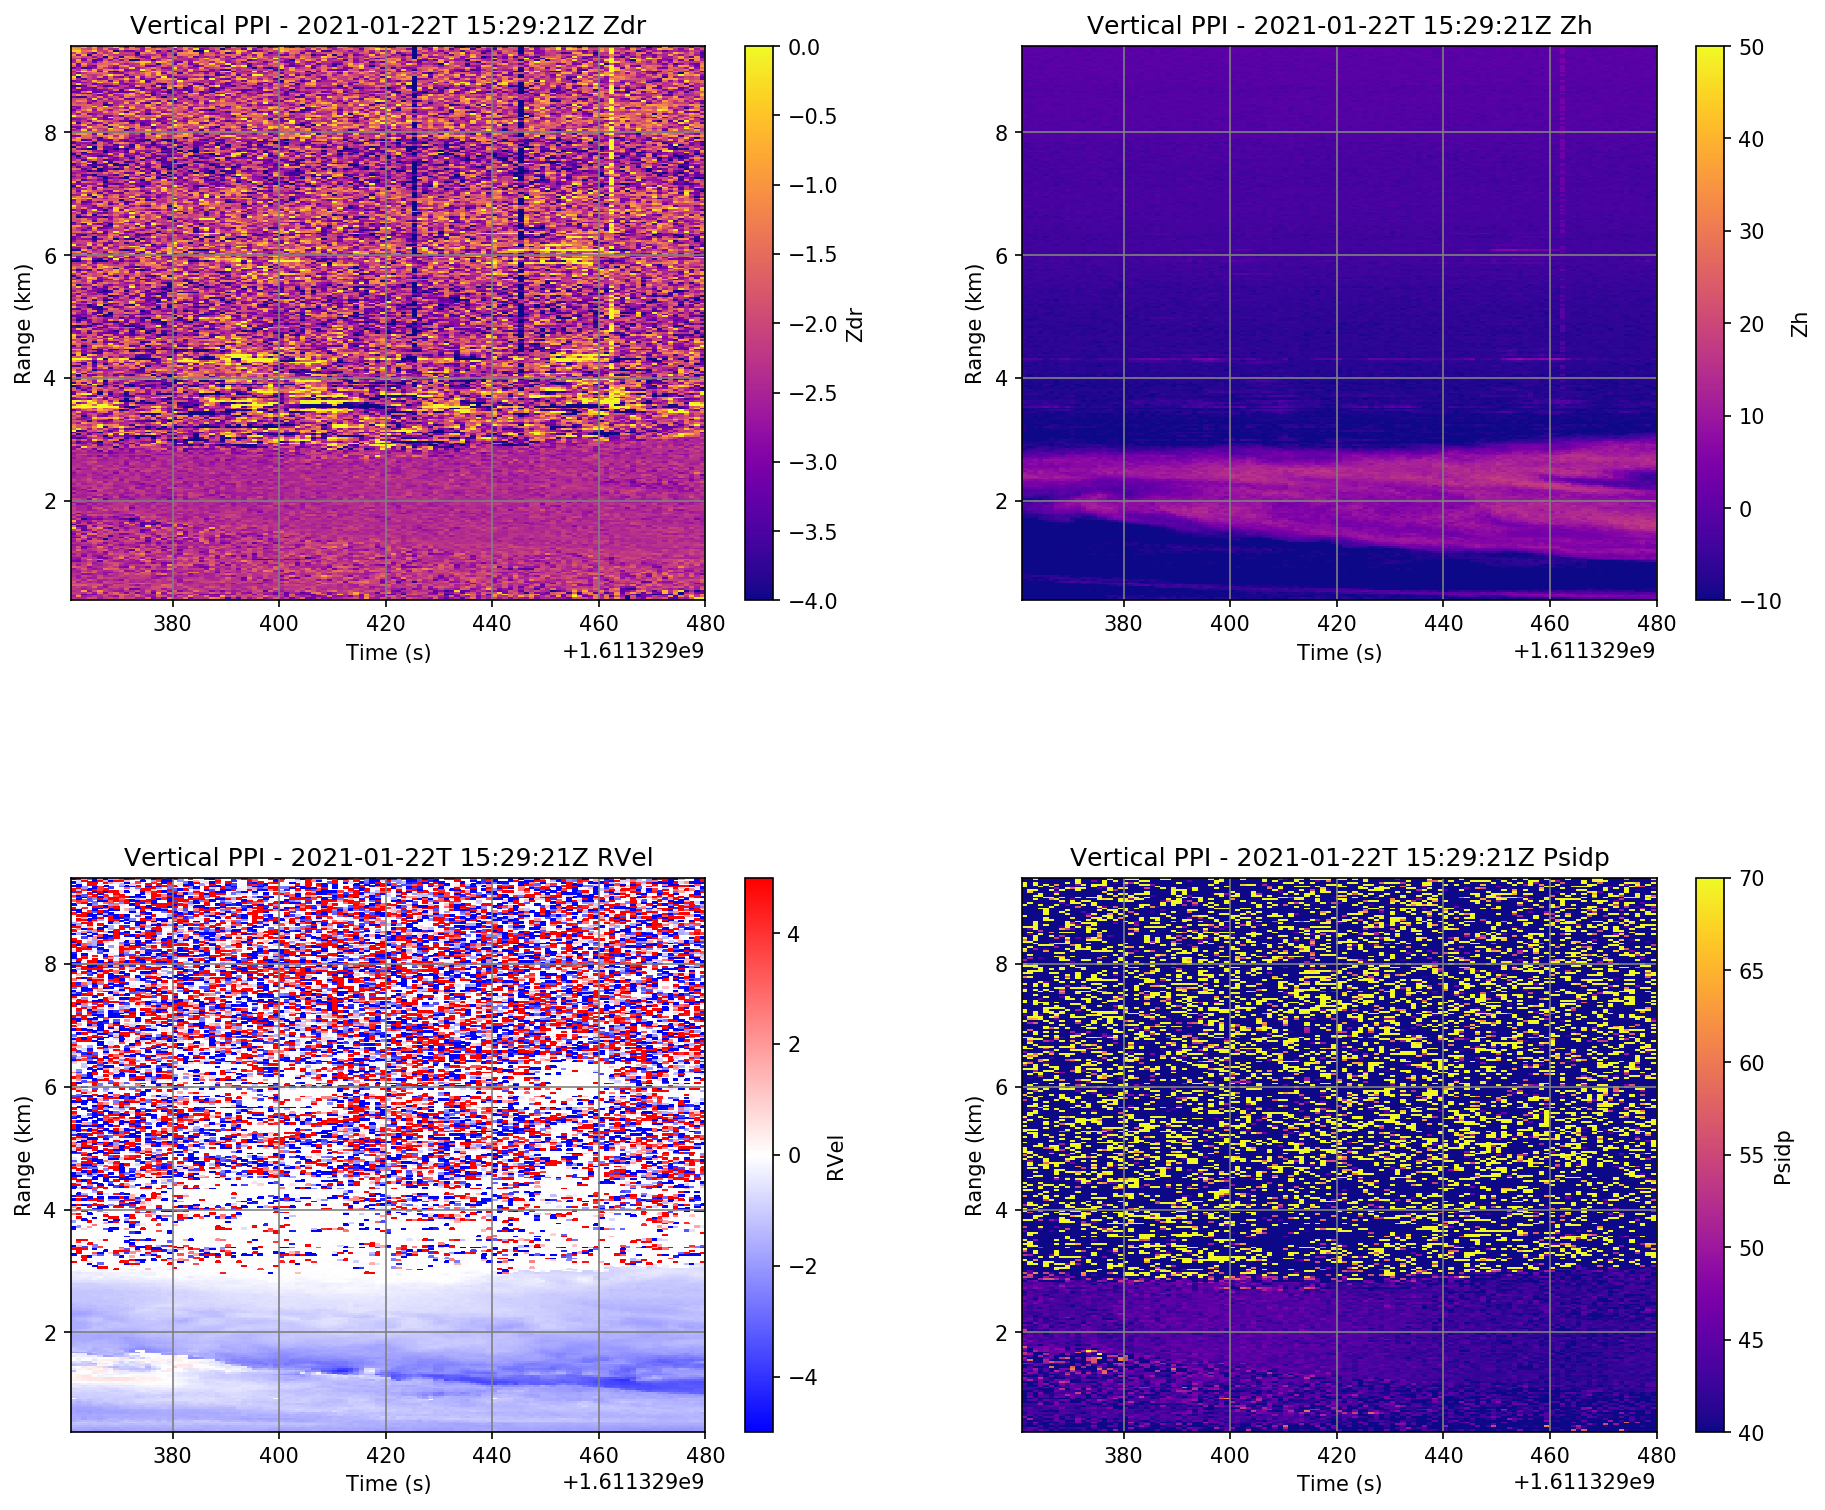 Vertical PPI - 2021-01-22T 15:29:21Z Zdr
Range (km)
8
6
4
2
380 400 420 440 460 480
Time (s)
+1.611329e9
0.0
−0.5
−1.0
−1.5
−2.0
−2.5
−3.0
−3.5
−4.0
Zdr
Vertical PPI - 2021-01-22T 15:29:21Z Zh
Range (km)
8
6
4
2
380 400 420 440 460 480
Time (s)
+1.611329e9
50
40
30
20
10
0
−10
Zh
Vertical PPI - 2021-01-22T 15:29:21Z RVel
Range (km)
8
6
4
2
380 400 420 440 460 480
Time (s)
+1.611329e9
4
2
0
−2
−4
RVel
Vertical PPI - 2021-01-22T 15:29:21Z Psidp
Range (km)
8
6
4
2
380 400 420 440 460 480
Time (s)
+1.611329e9
70
65
60
55
50
45
40
Psidp